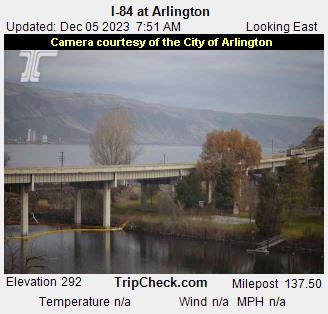 I-84 at Arlington
Updated: Dec 05 2023 7:51 AM Looking East
Camera courtesy of the City of Arlington
Elevation 292 TripCheck.com Milepost 137.50
Temperature n/a Wind n/a MPH n/a